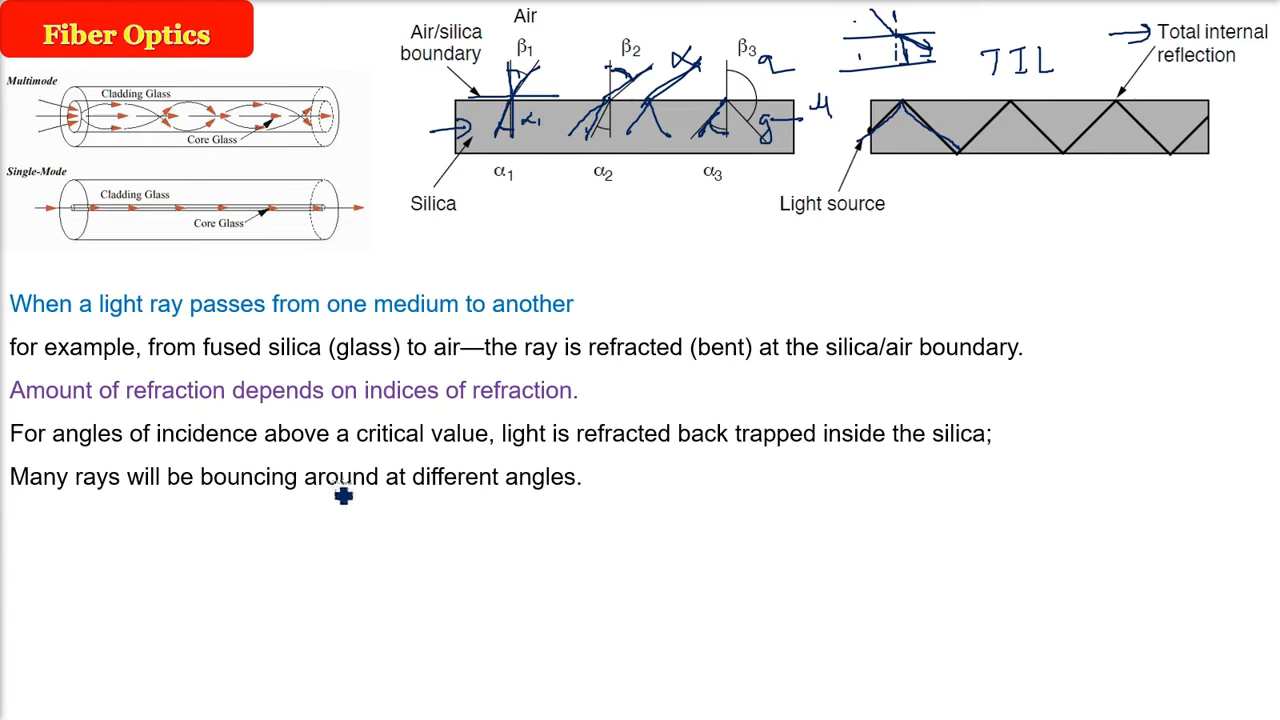 Fiber Optics
Multimode
Cladding Glass
Core Glass
Single-Mode
Cladding Glass
Core Glass
Air
Air/silica
boundary
β1
β2
β3
α1
α1
α2
α3
Silica
a
g
μ
TIL
Total internal
reflection
Light source
When a light ray passes from one medium to another
for example, from fused silica (glass) to air—the ray is refracted (bent) at the silica/air boundary.
Amount of refraction depends on indices of refraction.
For angles of incidence above a critical value, light is refracted back trapped inside the silica;
Many rays will be bouncing around at different angles.